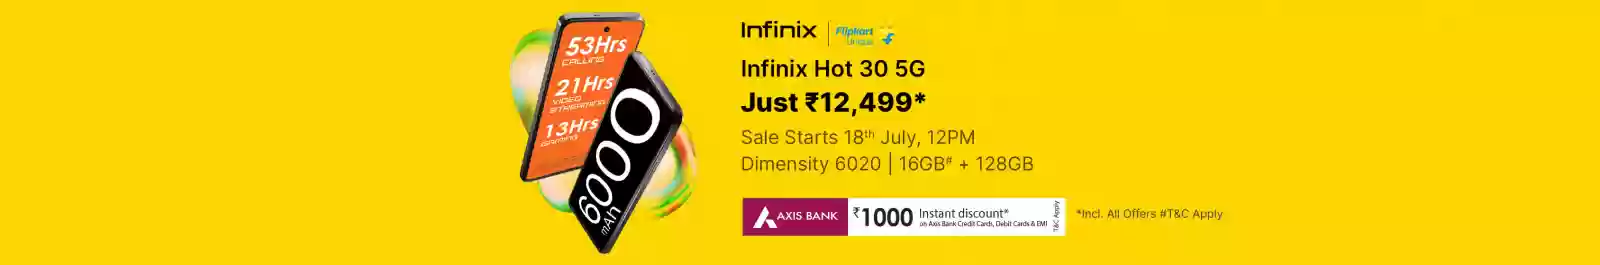 53Hrs
CALLING
21Hrs
VIDEO
STREAMING
13Hrs
GAMING
6000
mAh
Infinix
Flipkart
Unique
Infinix Hot 30 5G
Just ₹12,499*
Sale Starts 18th July, 12PM
Dimensity 6020 | 16GB# + 128GB
AXIS BANK
₹1000 Instant discount*
on Axis Bank Credit Cards, Debit Cards & EMI
T&C Apply
*Incl. All Offers #T&C Apply